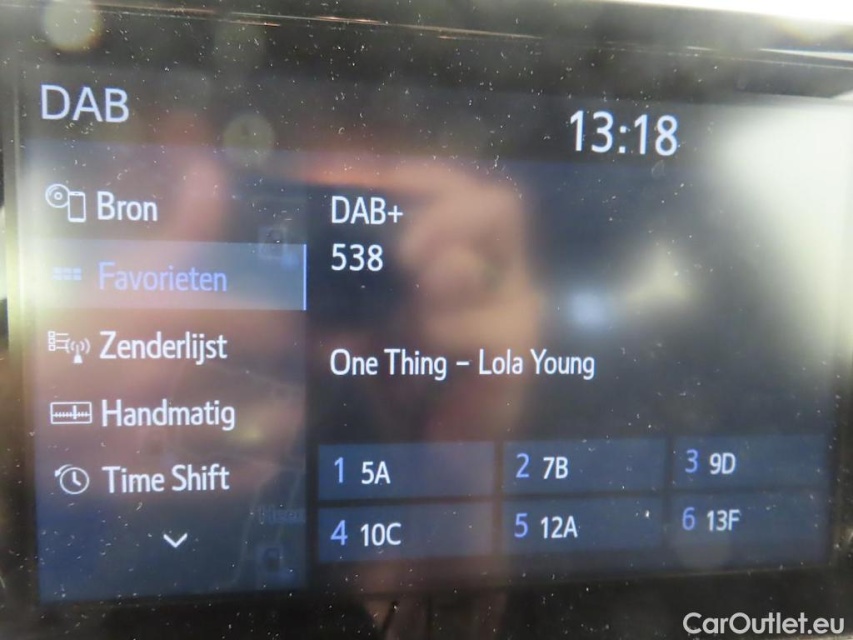 DAB
13:18
Bron
Favorieten
Zenderlijst
Handmatig
Time Shift
DAB+
538
One Thing – Lola Young
1 5A
2 7B
3 9D
4 10C
5 12A
6 13F
CarOutlet.eu